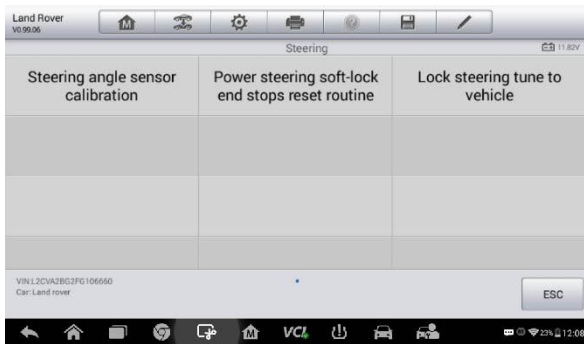 Land Rover
V0.99.06
Steering
11.82V
Steering angle sensor
calibration
Power steering soft-lock
end stops reset routine
Lock steering tune to
vehicle
VIN:L2CVA2BG2FG106660
Car: Land rover
ESC
VCI
23%
12:08